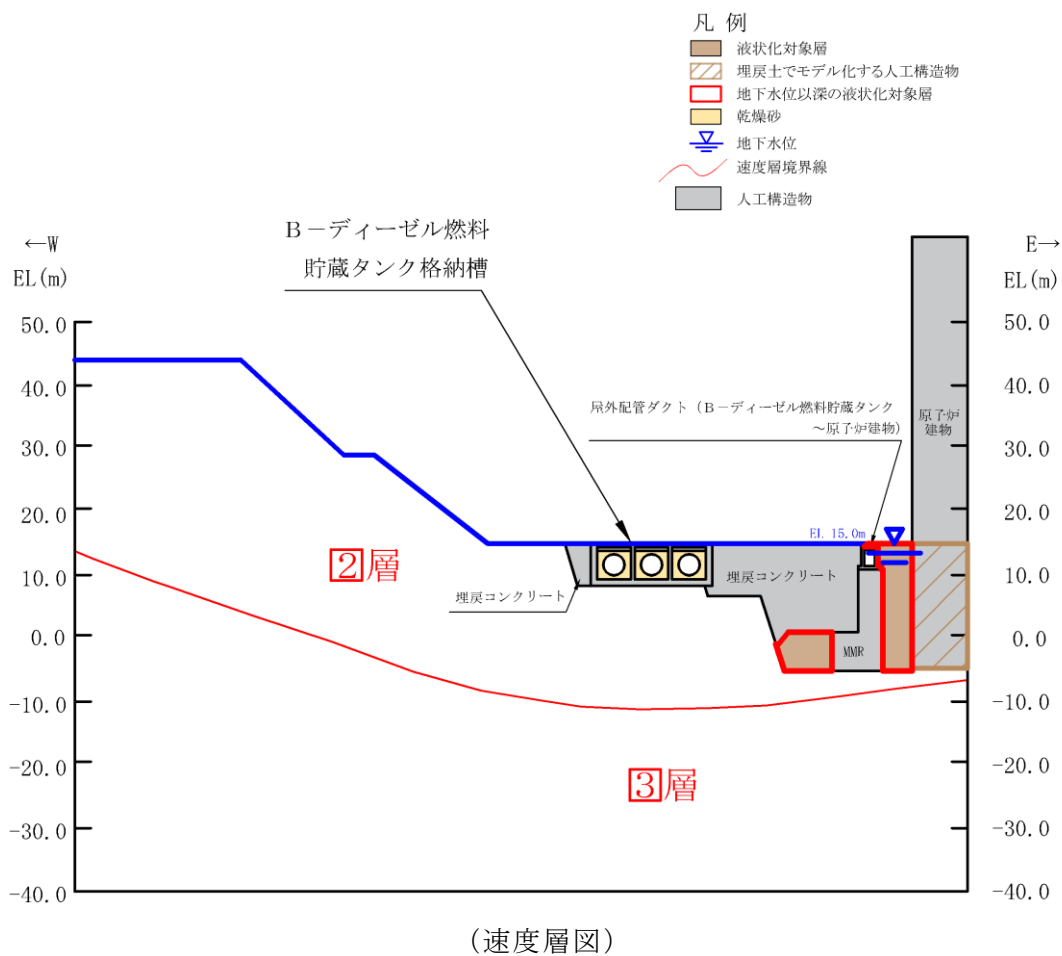 凡 例
液状化対象層
埋戻土でモデル化する人工構造物
地下水位以深の液状化対象層
乾燥砂
地下水位
速度層境界線
人工構造物
B－ディーゼル燃料
貯蔵タンク格納槽
←W
EL(m)
E→
EL(m)
50.0
40.0
30.0
20.0
10.0
0.0
-10.0
-20.0
-30.0
-40.0
50.0
40.0
30.0
20.0
10.0
0.0
-10.0
-20.0
-30.0
-40.0
屋外配管ダクト（B－ディーゼル燃料貯蔵タンク
～原子炉建物）
原子炉
建物
EL 15.0m
2層
埋戻コンクリート
埋戻コンクリート
MMR
3層
(速度層図)